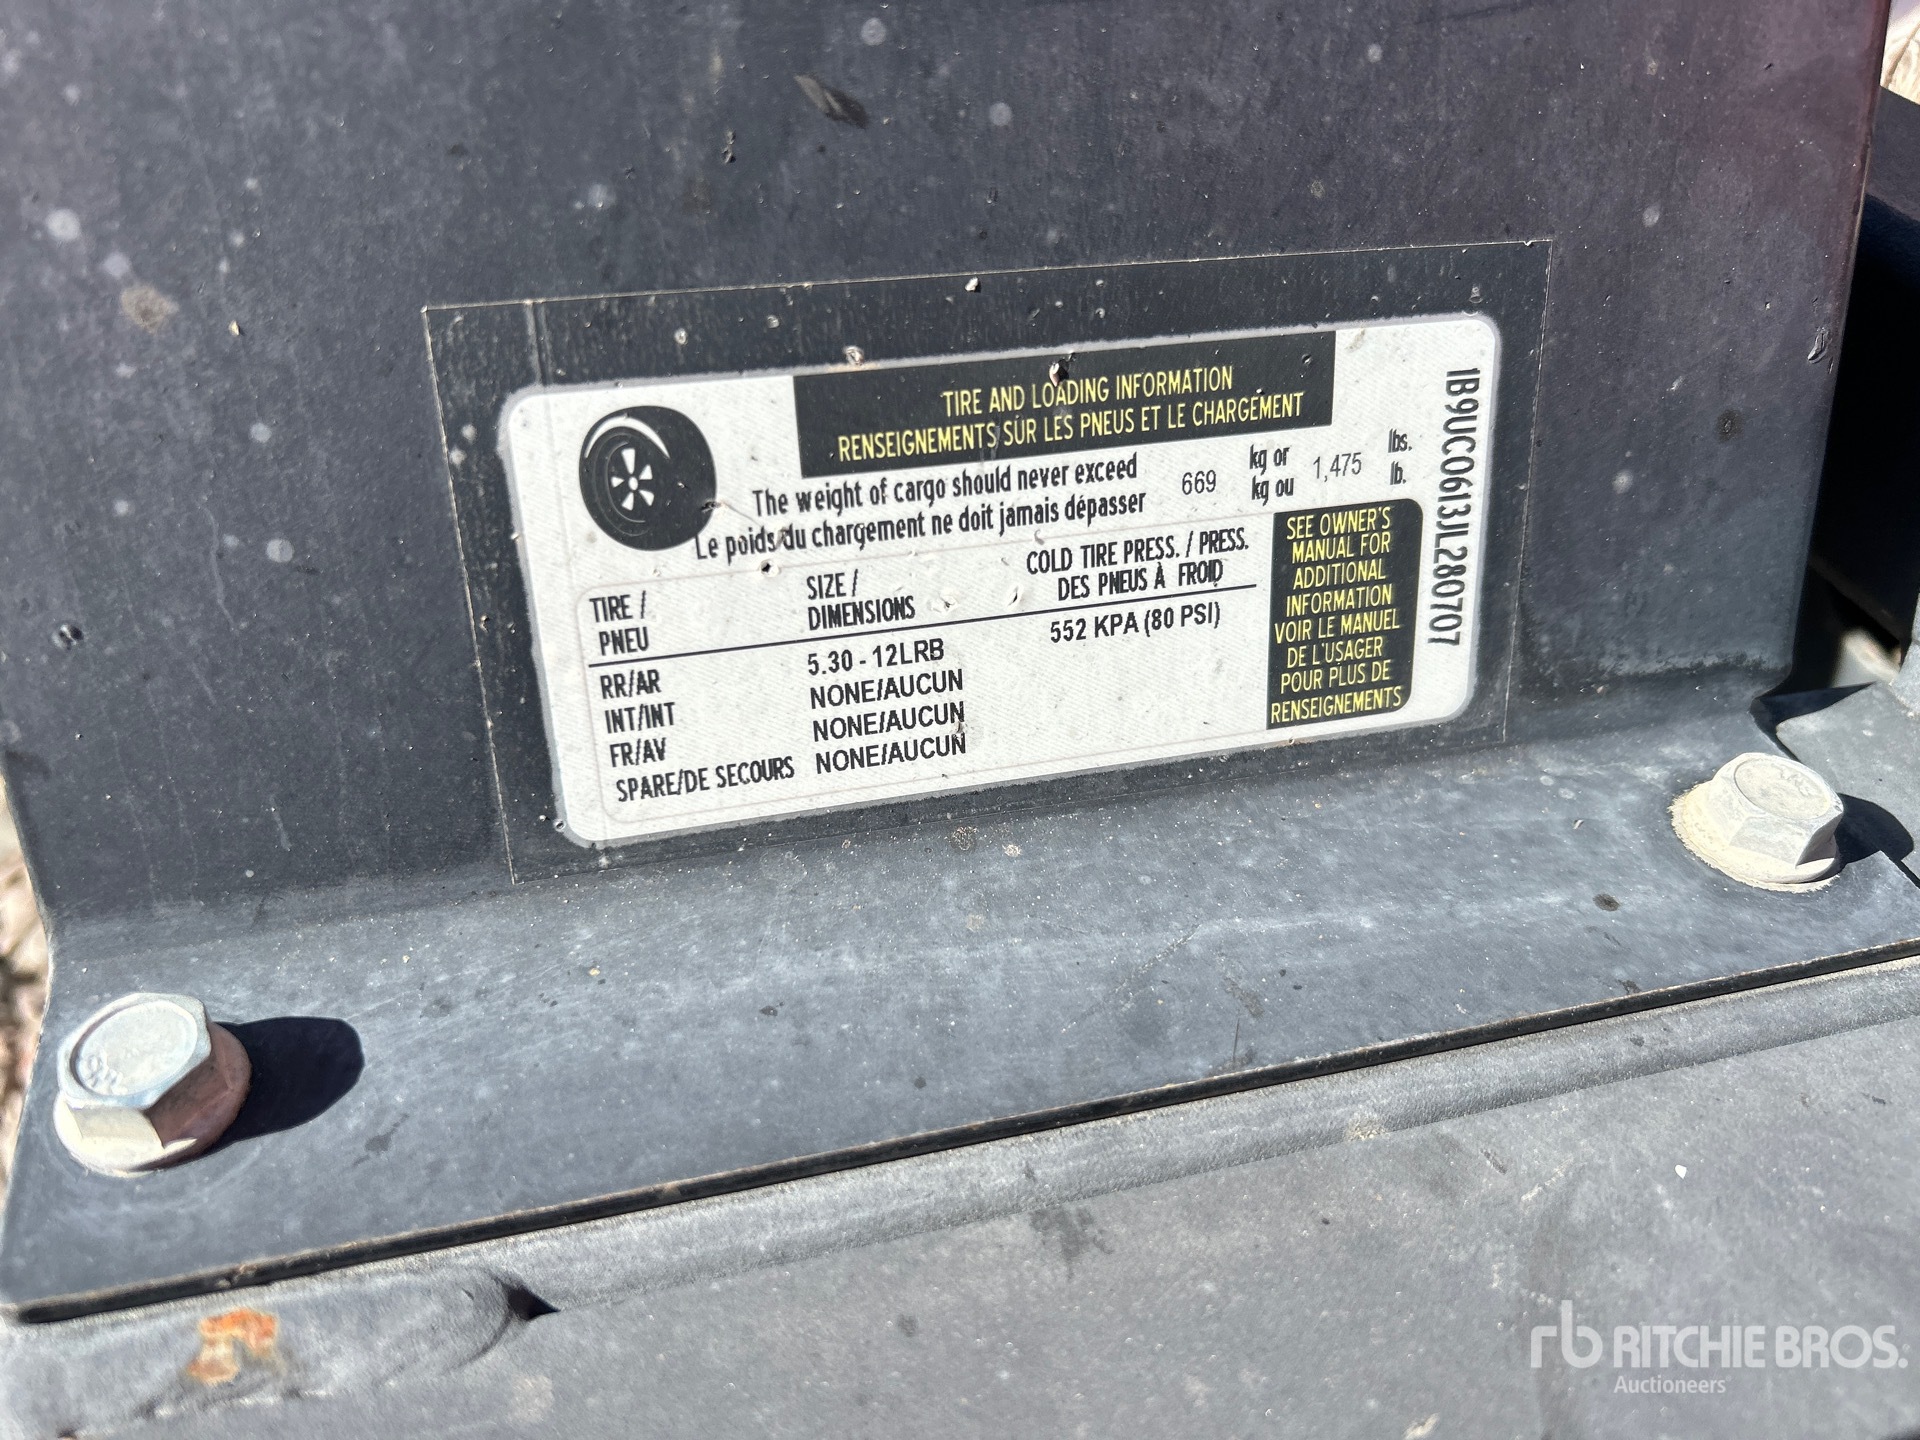 TIRE AND LOADING INFORMATION
RENSEIGNEMENTS SUR LES PNEUS ET LE CHARGEMENT
The weight of cargo should never exceed 669 kg or 1,475 lbs.
Le poids du chargement ne doit jamais dépasser kg ou lb.
TIRE / SIZE / COLD TIRE PRESS. / PRESS.
PNEU DIMENSIONS DES PNEUS À FROID
RR/AR 5.30 - 12LRB 552 KPA (80 PSI)
INT/INT NONE/AUCUN
FR/AV NONE/AUCUN
SPARE/DE SECOURS NONE/AUCUN
SEE OWNER'S
MANUAL FOR
ADDITIONAL
INFORMATION
VOIR LE MANUEL
DE L'USAGER
POUR PLUS DE
RENSEIGNEMENTS
1B9UC0613JL280707
rb RITCHIE BROS.
Auctioneers